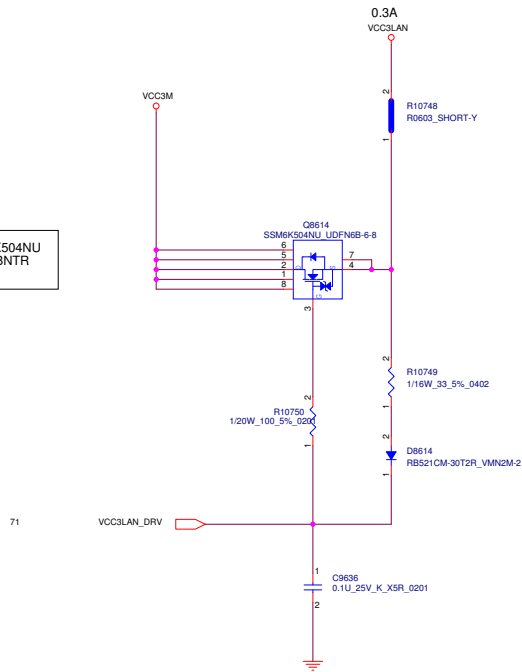 0.3A
VCC3LAN
VCC3M
2
R10748
R0603_SHORT-Y
1
504NU
3NTR
Q8614
SSM6K504NU_UDFN6B-6-8
6
5
2
1
8
7
4
3
2
R10749
1/16W_33_5%_0402
1
2
R10750
1/20W_100_5%_0201
1
2
D8614
RB521CM-30T2R_VMN2M-2
1
71
VCC3LAN_DRV
1
C9636
0.1U_25V_K_X5R_0201
2